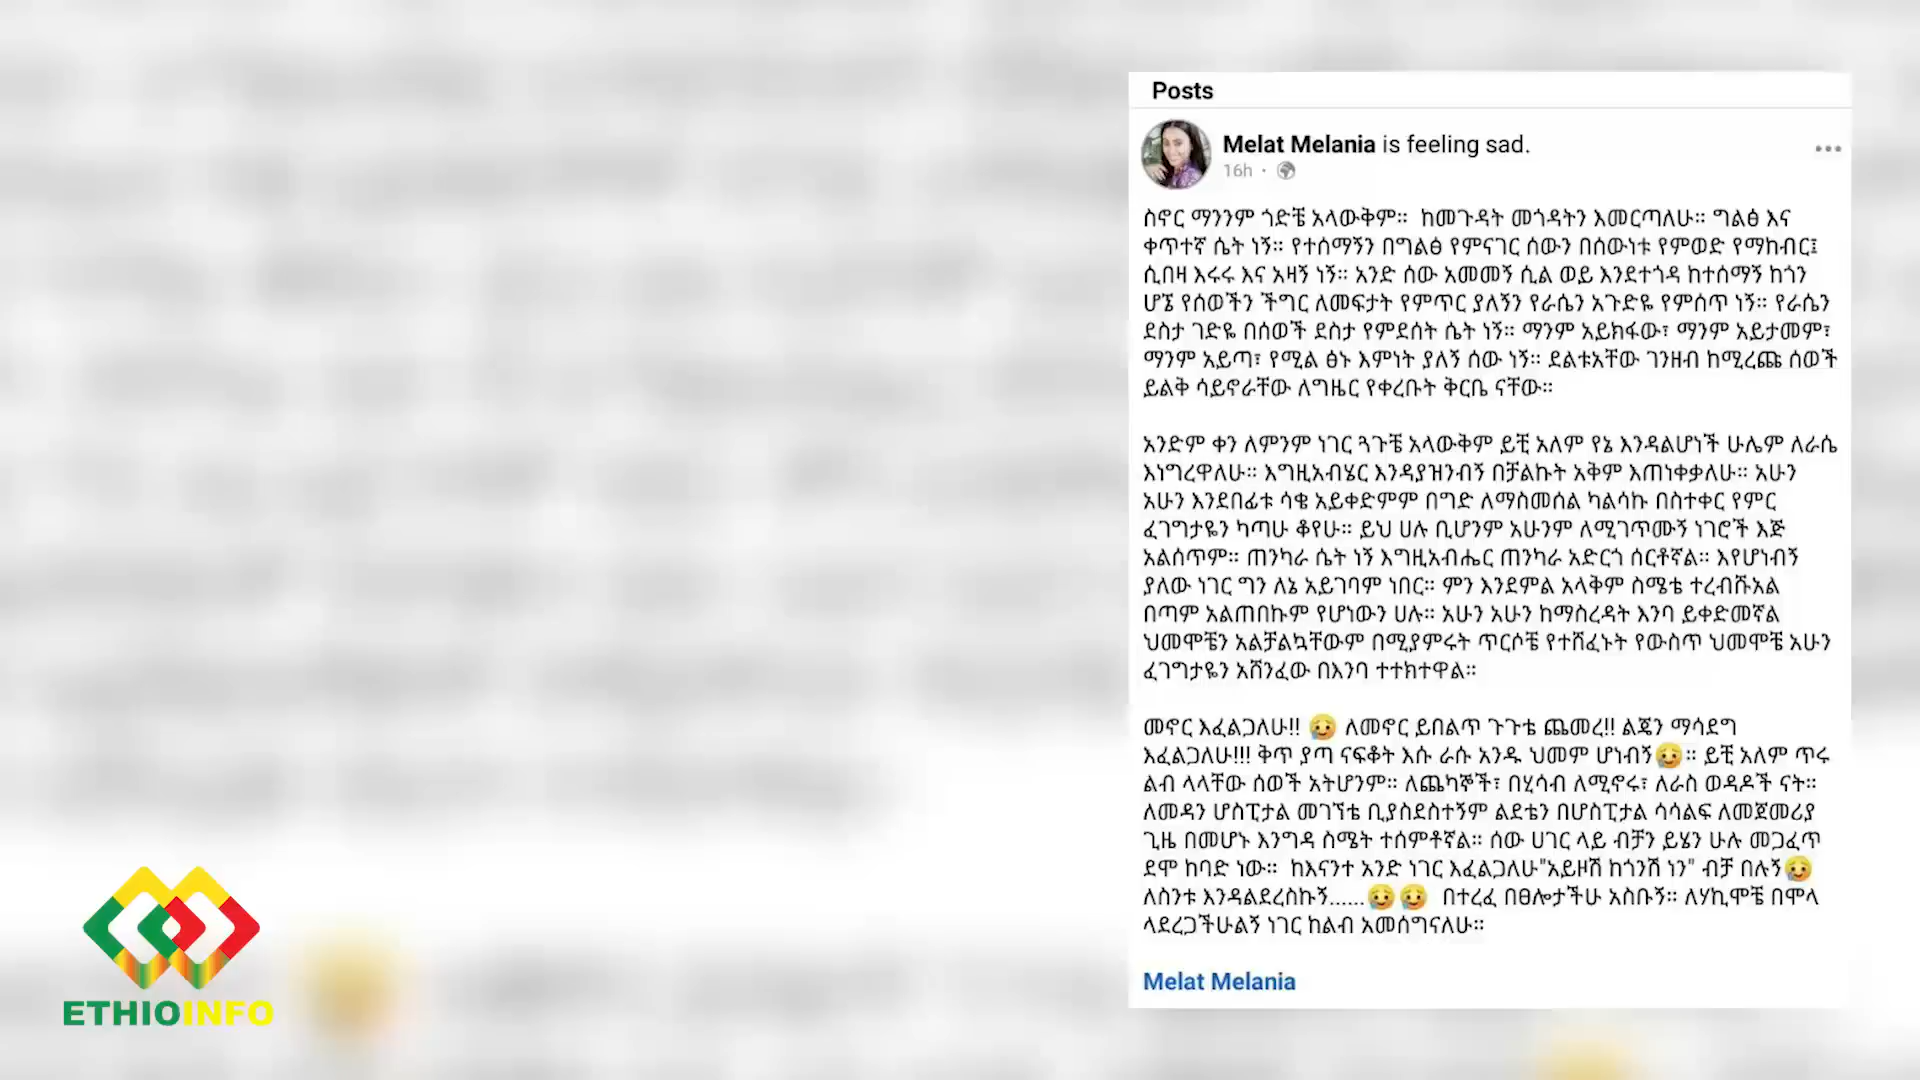 Posts
Melat Melania is feeling sad.
16h ·
ስኖር ማንንም ጎድቼ አላውቅም። ከመጉዳት መጎዳትን እመርጣለሁ። ግልፅ እና
ቀጥተኛ ሴት ነኝ። የተሰማኝን በግልፅ የምናገር ሰውን በሰውነቱ የምወድ የማከብር፤
ሲበዛ እሩሩ እና አዛኝ ነኝ። አንድ ሰው አመመኝ ሲል ወይ እንደተጎዳ ከተሰማኝ ከጎን
ሆኜ የሰወችን ችግር ለመፍታት የምጥር ያለኝን የራሴን አጉድዬ የምሰጥ ነኝ። የራሴን
ደስታ ገድዬ በሰወች ደስታ የምደሰት ሴት ነኝ። ማንም አይክፋው፣ ማንም አይታመም፣
ማንም አይጣ፣ የሚል ፅኑ እምነት ያለኝ ሰው ነኝ። ደልቱአቸው ገንዘብ ከሚረጩ ሰወች
ይልቅ ሳይኖራቸው ለግዜር የቀረቡት ቅርቤ ናቸው።
አንድም ቀን ለምንም ነገር ጓጉቼ አላውቅም ይቺ አለም የኔ እንዳልሆነች ሁሌም ለራሴ
እነግረዋለሁ። እግዚአብሄር እንዳያዝንብኝ በቻልኩት አቅም እጠነቀቃለሁ። አሁን
አሁን እንደበፊቱ ሳቄ አይቀድምም በግድ ለማስመሰል ካልሳኩ በስተቀር የምር
ፈገግታዬን ካጣሁ ቆየሁ። ይህ ሀሉ ቢሆንም አሁንም ለሚገጥሙኝ ነገሮች እጅ
አልሰጥም። ጠንካራ ሴት ነኝ እግዚአብሔር ጠንካራ አድርጎ ሰርቶኛል። እየሆነብኝ
ያለው ነገር ግን ለኔ አይገባም ነበር። ምን እንደምል አላቅም ስሜቴ ተረብሹአል
በጣም አልጠበኩም የሆነውን ሀሉ። አሁን አሁን ከማስረዳት እንባ ይቀድመኛል
ህመሞቼን አልቻልኳቸውም በሚያምሩት ጥርሶቼ የተሸፈኑት የውስጥ ህመሞቼ አሁን
ፈገግታዬን አሸንፈው በእንባ ተተክተዋል።
መኖር እፈልጋለሁ!! 🥲 ለመኖር ይበልጥ ጉጉቴ ጨመረ!! ልጄን ማሳደግ
እፈልጋለሁ!!! ቅጥ ያጣ ናፍቆት እሱ ራሱ አንዱ ህመም ሆነብኝ🥲። ይቺ አለም ጥሩ
ልብ ላላቸው ሰወች አትሆንም። ለጨካኞች፣ በሂሳብ ለሚኖሩ፣ ለራስ ወዳዶች ናት።
ለመዳን ሆስፒታል መገኘቴ ቢያስደስተኝም ልደቴን በሆስፒታል ሳሳልፍ ለመጀመሪያ
ጊዜ በመሆኑ እንግዳ ስሜት ተሰምቶኛል። ሰው ሀገር ላይ ብቻን ይሄን ሁሉ መጋፈጥ
ደሞ ከባድ ነው። ከእናንተ አንድ ነገር እፈልጋለሁ"አይዞሽ ከጎንሽ ነን" ብቻ በሉኝ🥲
ለስንቱ እንዳልደረስኩኝ......🥲🥲 በተረፈ በፀሎታችሁ አስቡኝ። ለሃኪሞቼ በሞላ
ላደረጋችሁልኝ ነገር ከልብ አመሰግናለሁ።
Melat Melania
ETHIOINFO